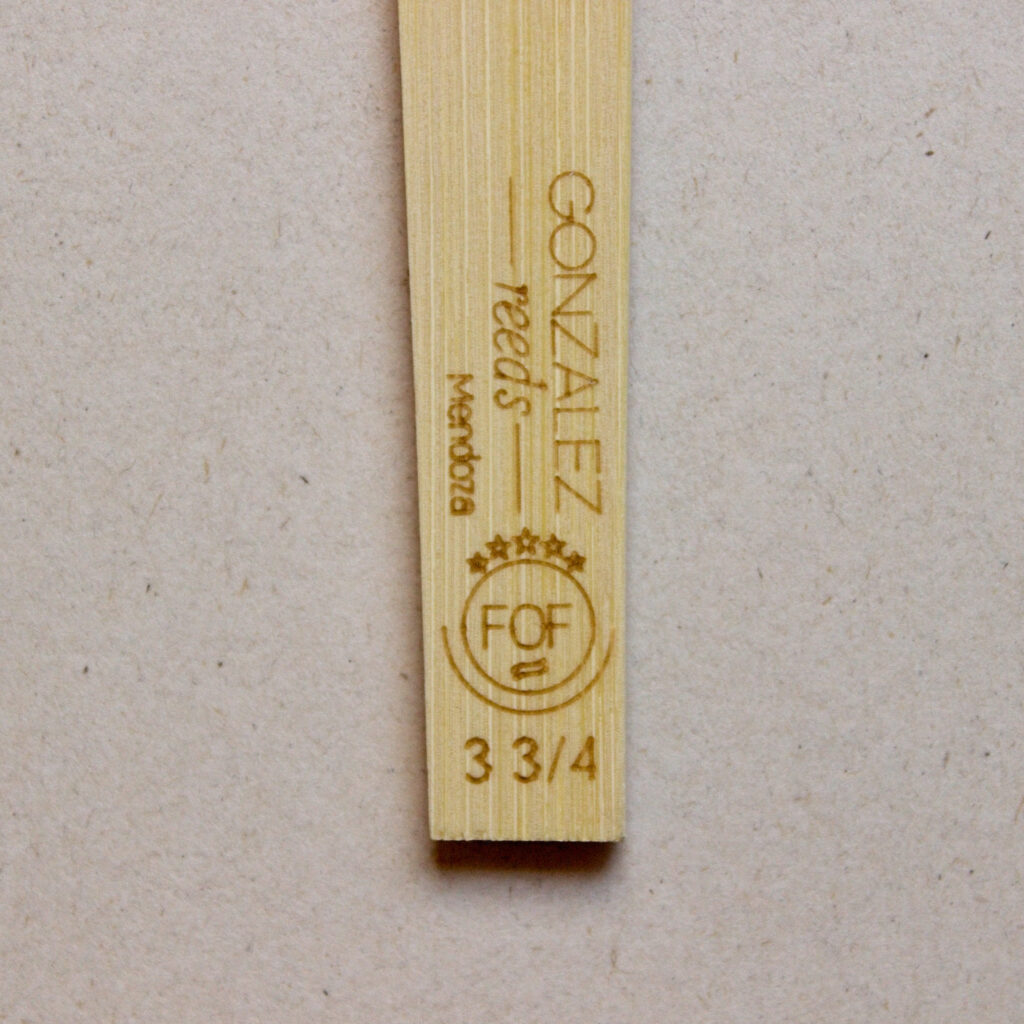 GONZALEZ
reeds
Mendoza
FOF
3 3/4